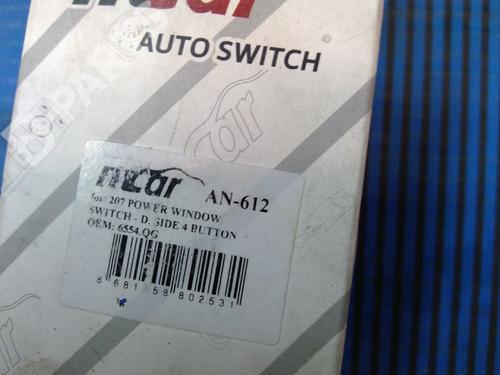 AUTO SWITCH
AN-612
for 207 POWER WINDOW
SWITCH - D. SIDE 4 BUTTON
OEM: 6554.QG